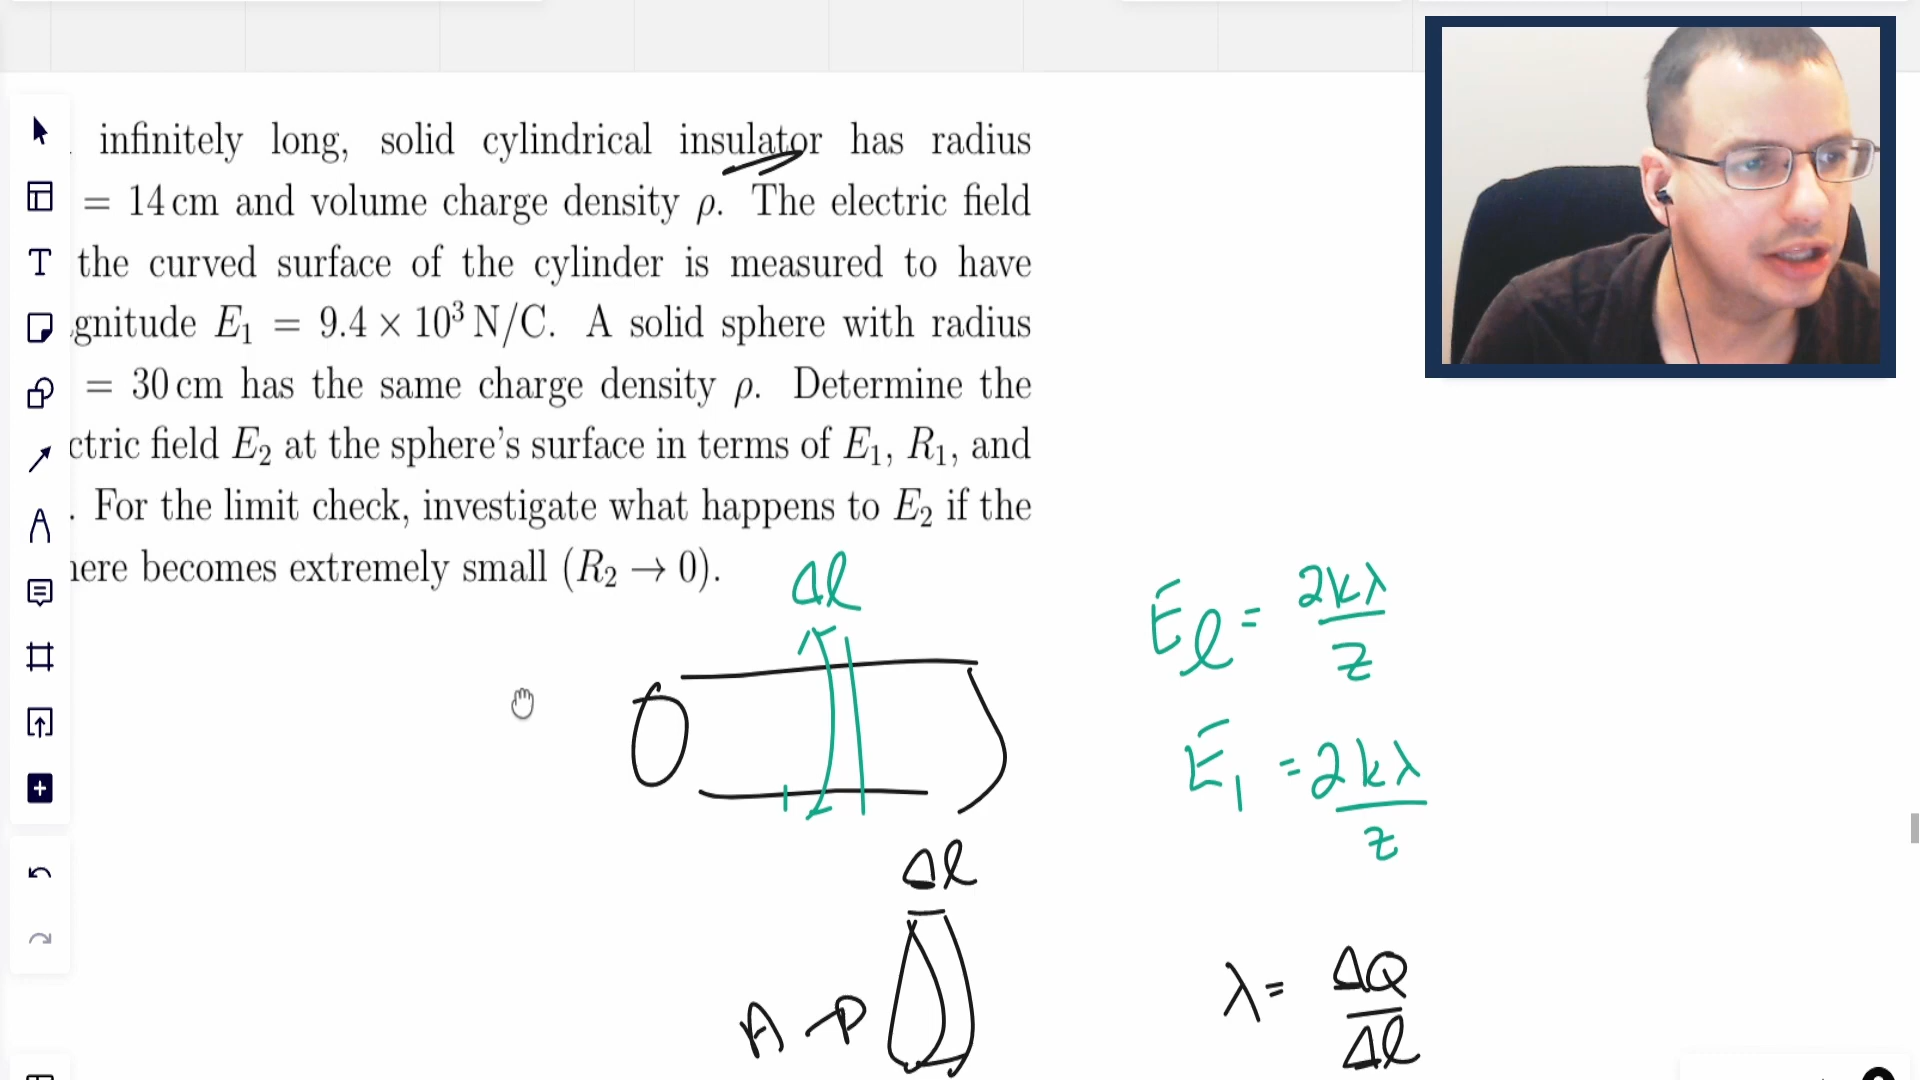 infinitely long, solid cylindrical insulator has radius
= 14 cm and volume charge density ρ. The electric field
the curved surface of the cylinder is measured to have
gnitude E₁ = 9.4 × 10³ N/C. A solid sphere with radius
= 30 cm has the same charge density ρ. Determine the
ctric field E₂ at the sphere's surface in terms of E₁, R₁, and
. For the limit check, investigate what happens to E₂ if the
here becomes extremely small (R₂ → 0).
Δl
E_l = 2kλ / z
E₁ = 2kλ / z
Δl
A
λ = ΔQ / Δl
T